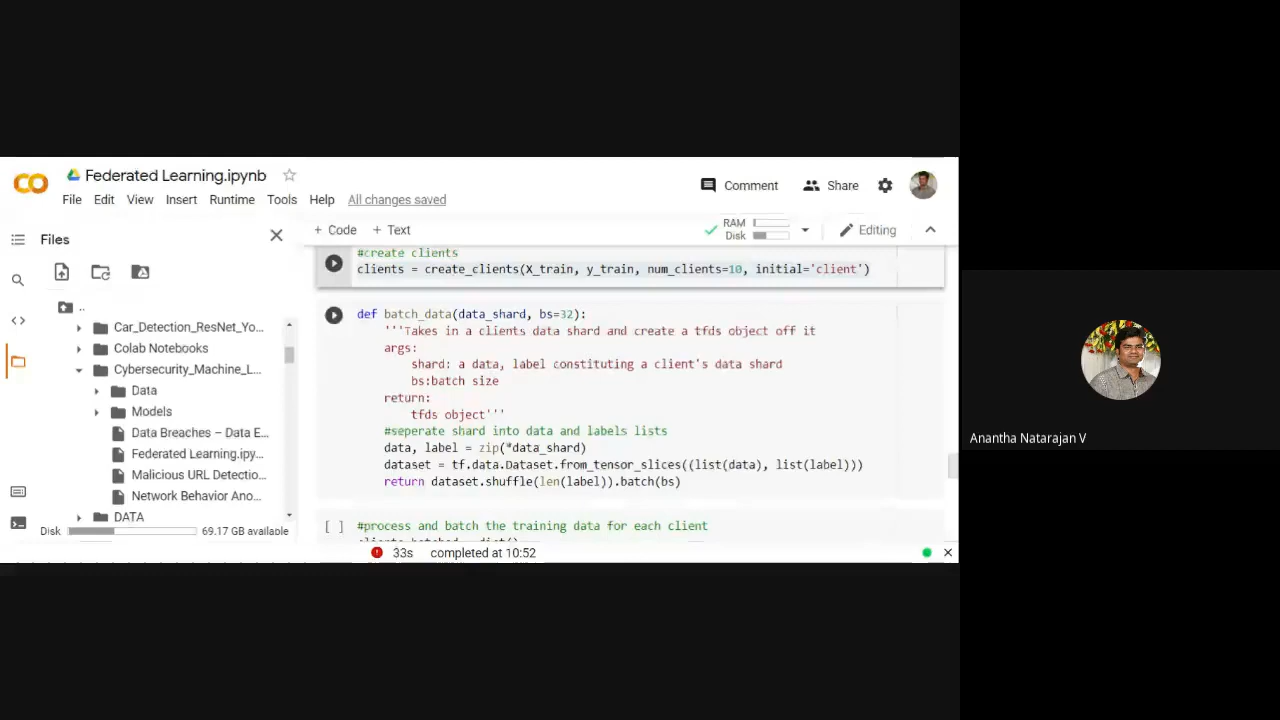 Federated Learning.ipynb
File Edit View Insert Runtime Tools Help All changes saved
Comment Share
Files
+ Code + Text
RAM
Disk
Editing
..
Car_Detection_ResNet_Yo...
Colab Notebooks
Cybersecurity_Machine_L...
Data
Models
Data Breaches – Data E...
Federated Learning.ipy...
Malicious URL Detectio...
Network Behavior Ano...
DATA
Disk 69.17 GB available
#create clients
clients = create_clients(X_train, y_train, num_clients=10, initial='client')
def batch_data(data_shard, bs=32):
'''Takes in a clients data shard and create a tfds object off it
args:
shard: a data, label constituting a client's data shard
bs:batch size
return:
tfds object'''
#seperate shard into data and labels lists
data, label = zip(*data_shard)
dataset = tf.data.Dataset.from_tensor_slices((list(data), list(label)))
return dataset.shuffle(len(label)).batch(bs)
[ ] #process and batch the training data for each client
33s completed at 10:52
Anantha Natarajan V